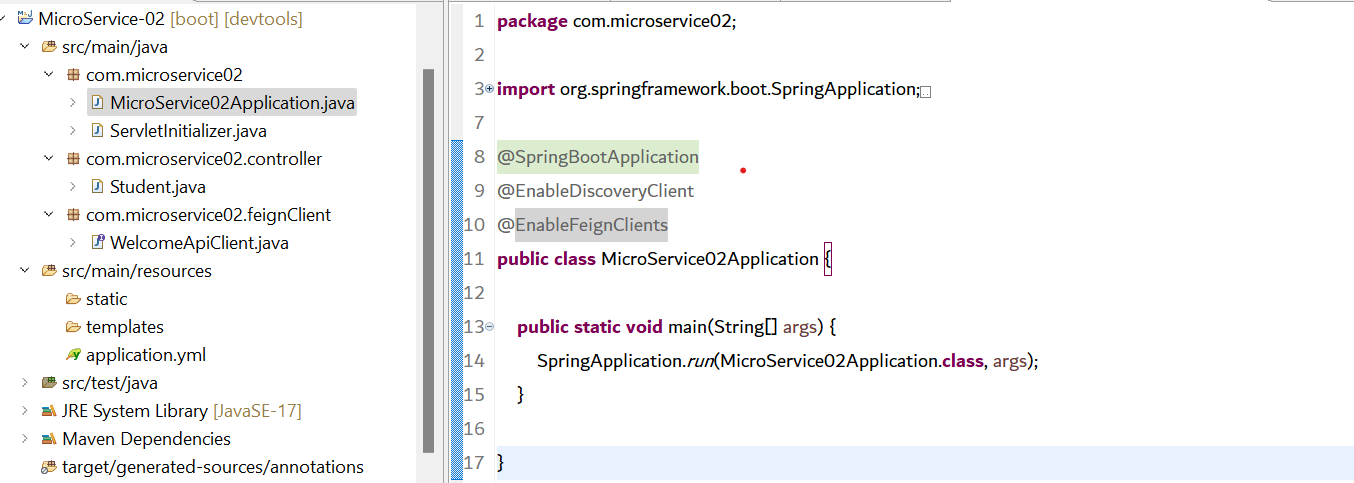 MicroService-02 [boot] [devtools]
src/main/java
com.microservice02
MicroService02Application.java
ServletInitializer.java
com.microservice02.controller
Student.java
com.microservice02.feignClient
WelcomeApiClient.java
src/main/resources
static
templates
application.yml
src/test/java
JRE System Library [JavaSE-17]
Maven Dependencies
target/generated-sources/annotations
1 package com.microservice02;
2
3 import org.springframework.boot.SpringApplication;
7
8 @SpringBootApplication
9 @EnableDiscoveryClient
10 @EnableFeignClients
11 public class MicroService02Application {
12
13 public static void main(String[] args) {
14 SpringApplication.run(MicroService02Application.class, args);
15 }
16
17 }